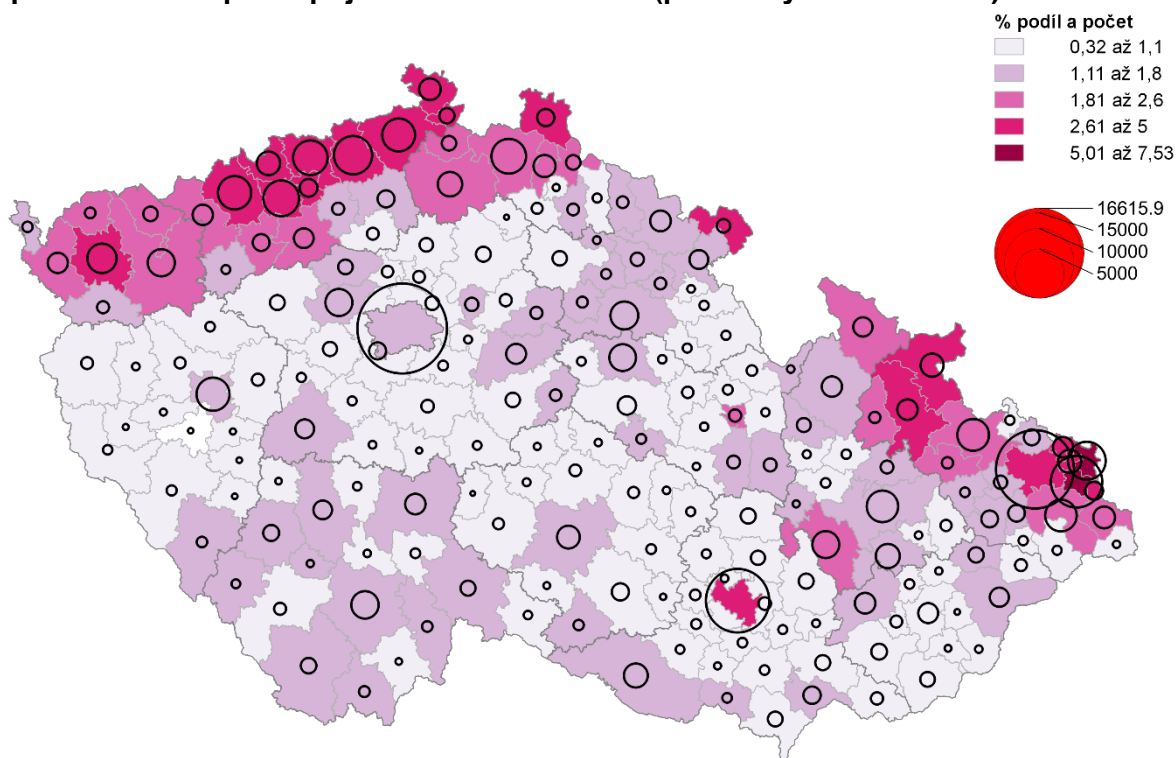 % podíl a počet
0,32 až 1,1
1,11 až 1,8
1,81 až 2,6
2,61 až 5
5,01 až 7,53
16615.9
15000
10000
5000